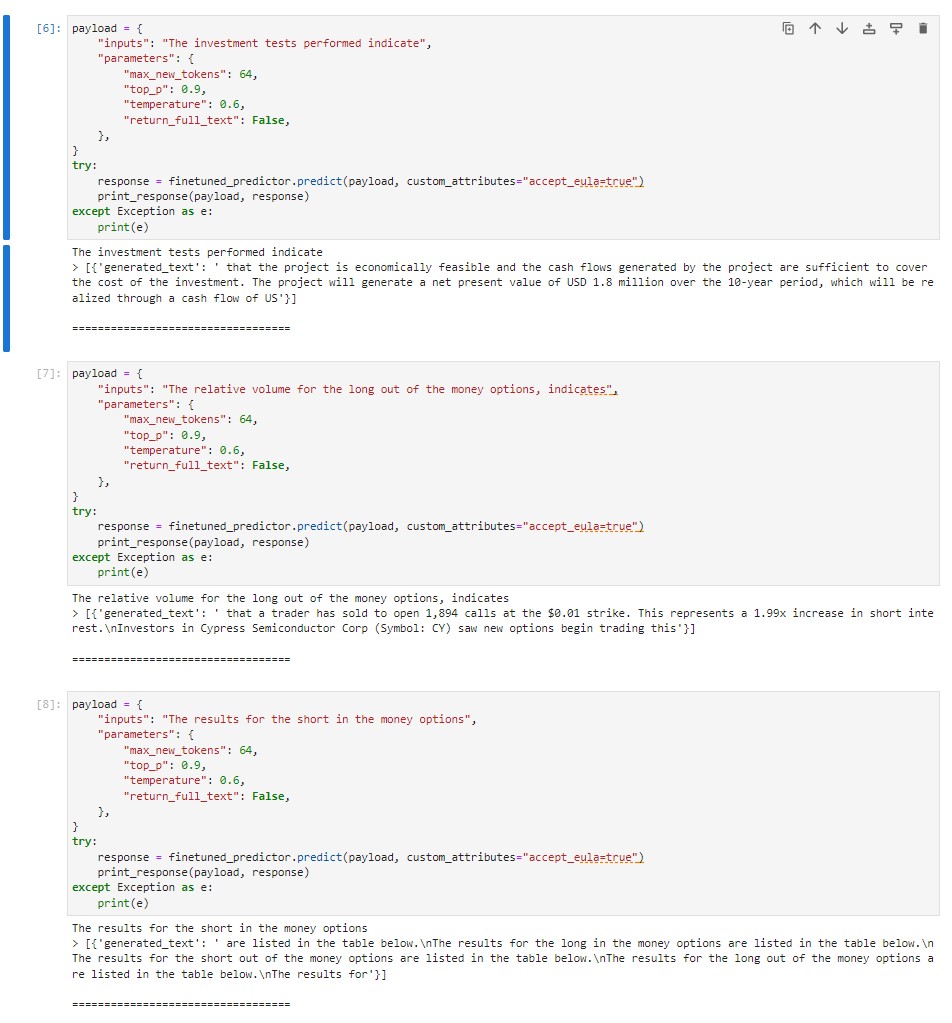 [6]: payload = {
"inputs": "The investment tests performed indicate",
"parameters": {
"max_new_tokens": 64,
"top_p": 0.9,
"temperature": 0.6,
"return_full_text": False,
},
}
try:
response = finetuned_predictor.predict(payload, custom_attributes="accept_eula=true")
print_response(payload, response)
except Exception as e:
print(e)
The investment tests performed indicate
> [{'generated_text': ' that the project is economically feasible and the cash flows generated by the project are sufficient to cover
the cost of the investment. The project will generate a net present value of USD 1.8 million over the 10-year period, which will be re
alized through a cash flow of US'}]
==================================
[7]: payload = {
"inputs": "The relative volume for the long out of the money options, indicates",
"parameters": {
"max_new_tokens": 64,
"top_p": 0.9,
"temperature": 0.6,
"return_full_text": False,
},
}
try:
response = finetuned_predictor.predict(payload, custom_attributes="accept_eula=true")
print_response(payload, response)
except Exception as e:
print(e)
The relative volume for the long out of the money options, indicates
> [{'generated_text': ' that a trader has sold to open 1,894 calls at the $0.01 strike. This represents a 1.99x increase in short inte
rest.\nInvestors in Cypress Semiconductor Corp (Symbol: CY) saw new options begin trading this'}]
==================================
[8]: payload = {
"inputs": "The results for the short in the money options",
"parameters": {
"max_new_tokens": 64,
"top_p": 0.9,
"temperature": 0.6,
"return_full_text": False,
},
}
try:
response = finetuned_predictor.predict(payload, custom_attributes="accept_eula=true")
print_response(payload, response)
except Exception as e:
print(e)
The results for the short in the money options
> [{'generated_text': ' are listed in the table below.\nThe results for the long in the money options are listed in the table below.\n
The results for the short out of the money options are listed in the table below.\nThe results for the long out of the money options a
re listed in the table below.\nThe results for'}]
==================================